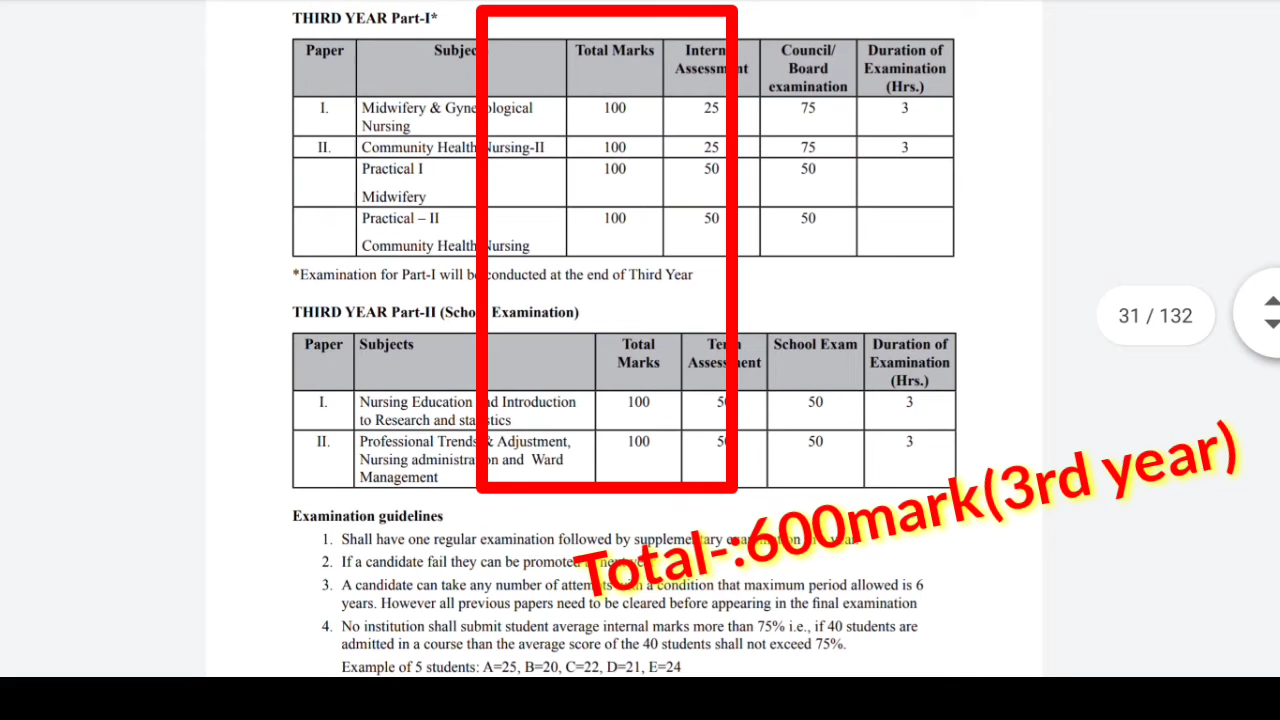 THIRD YEAR Part-I*
Paper Subjec Total Marks Intern Assessm nt Council/ Board examination Duration of Examination (Hrs.)
I. Midwifery & Gyne ological Nursing 100 25 75 3
II. Community Health Nursing-II 100 25 75 3
Practical I Midwifery 100 50 50
Practical – II Community Health Nursing 100 50 50
*Examination for Part-I will be conducted at the end of Third Year
THIRD YEAR Part-II (Scho Examination)
Paper Subjects Total Marks Te Assess ent School Exam Duration of Examination (Hrs.)
I. Nursing Education nd Introduction to Research and sta stics 100 50 50 3
II. Professional Trends & Adjustment, Nursing administra on and Ward Management 100 50 50 3
31 / 132
Total-:600mark(3rd year)
Examination guidelines
1. Shall have one regular examination followed by supplementary
2. If a candidate fail they can be promoted
3. A candidate can take any number of attem a condition that maximum period allowed is 6
years. However all previous papers need to be cleared before appearing in the final examination
4. No institution shall submit student average internal marks more than 75% i.e., if 40 students are
admitted in a course than the average score of the 40 students shall not exceed 75%.
Example of 5 students: A=25, B=20, C=22, D=21, E=24